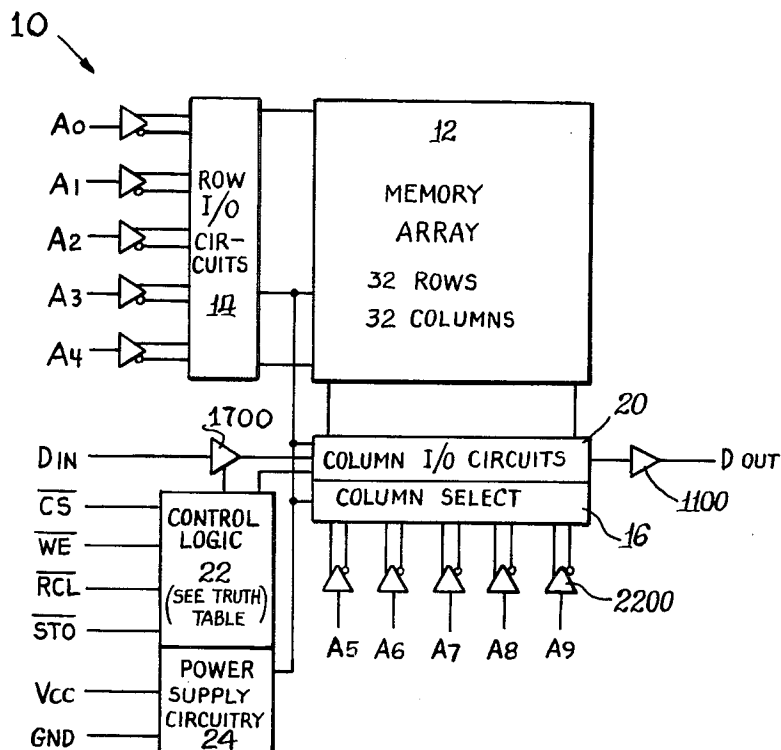 10
A0
A1
A2
A3
A4
ROW
I/O
CIR-
CUITS
14
12
MEMORY
ARRAY
32 ROWS
32 COLUMNS
1700
20
DIN
COLUMN I/O CIRCUITS
D OUT
1100
COLUMN SELECT
16
CS
WE
RCL
STO
CONTROL
LOGIC
22
(SEE TRUTH)
TABLE
2200
A5 A6 A7 A8 A9
VCC
GND
POWER
SUPPLY
CIRCUITRY
24